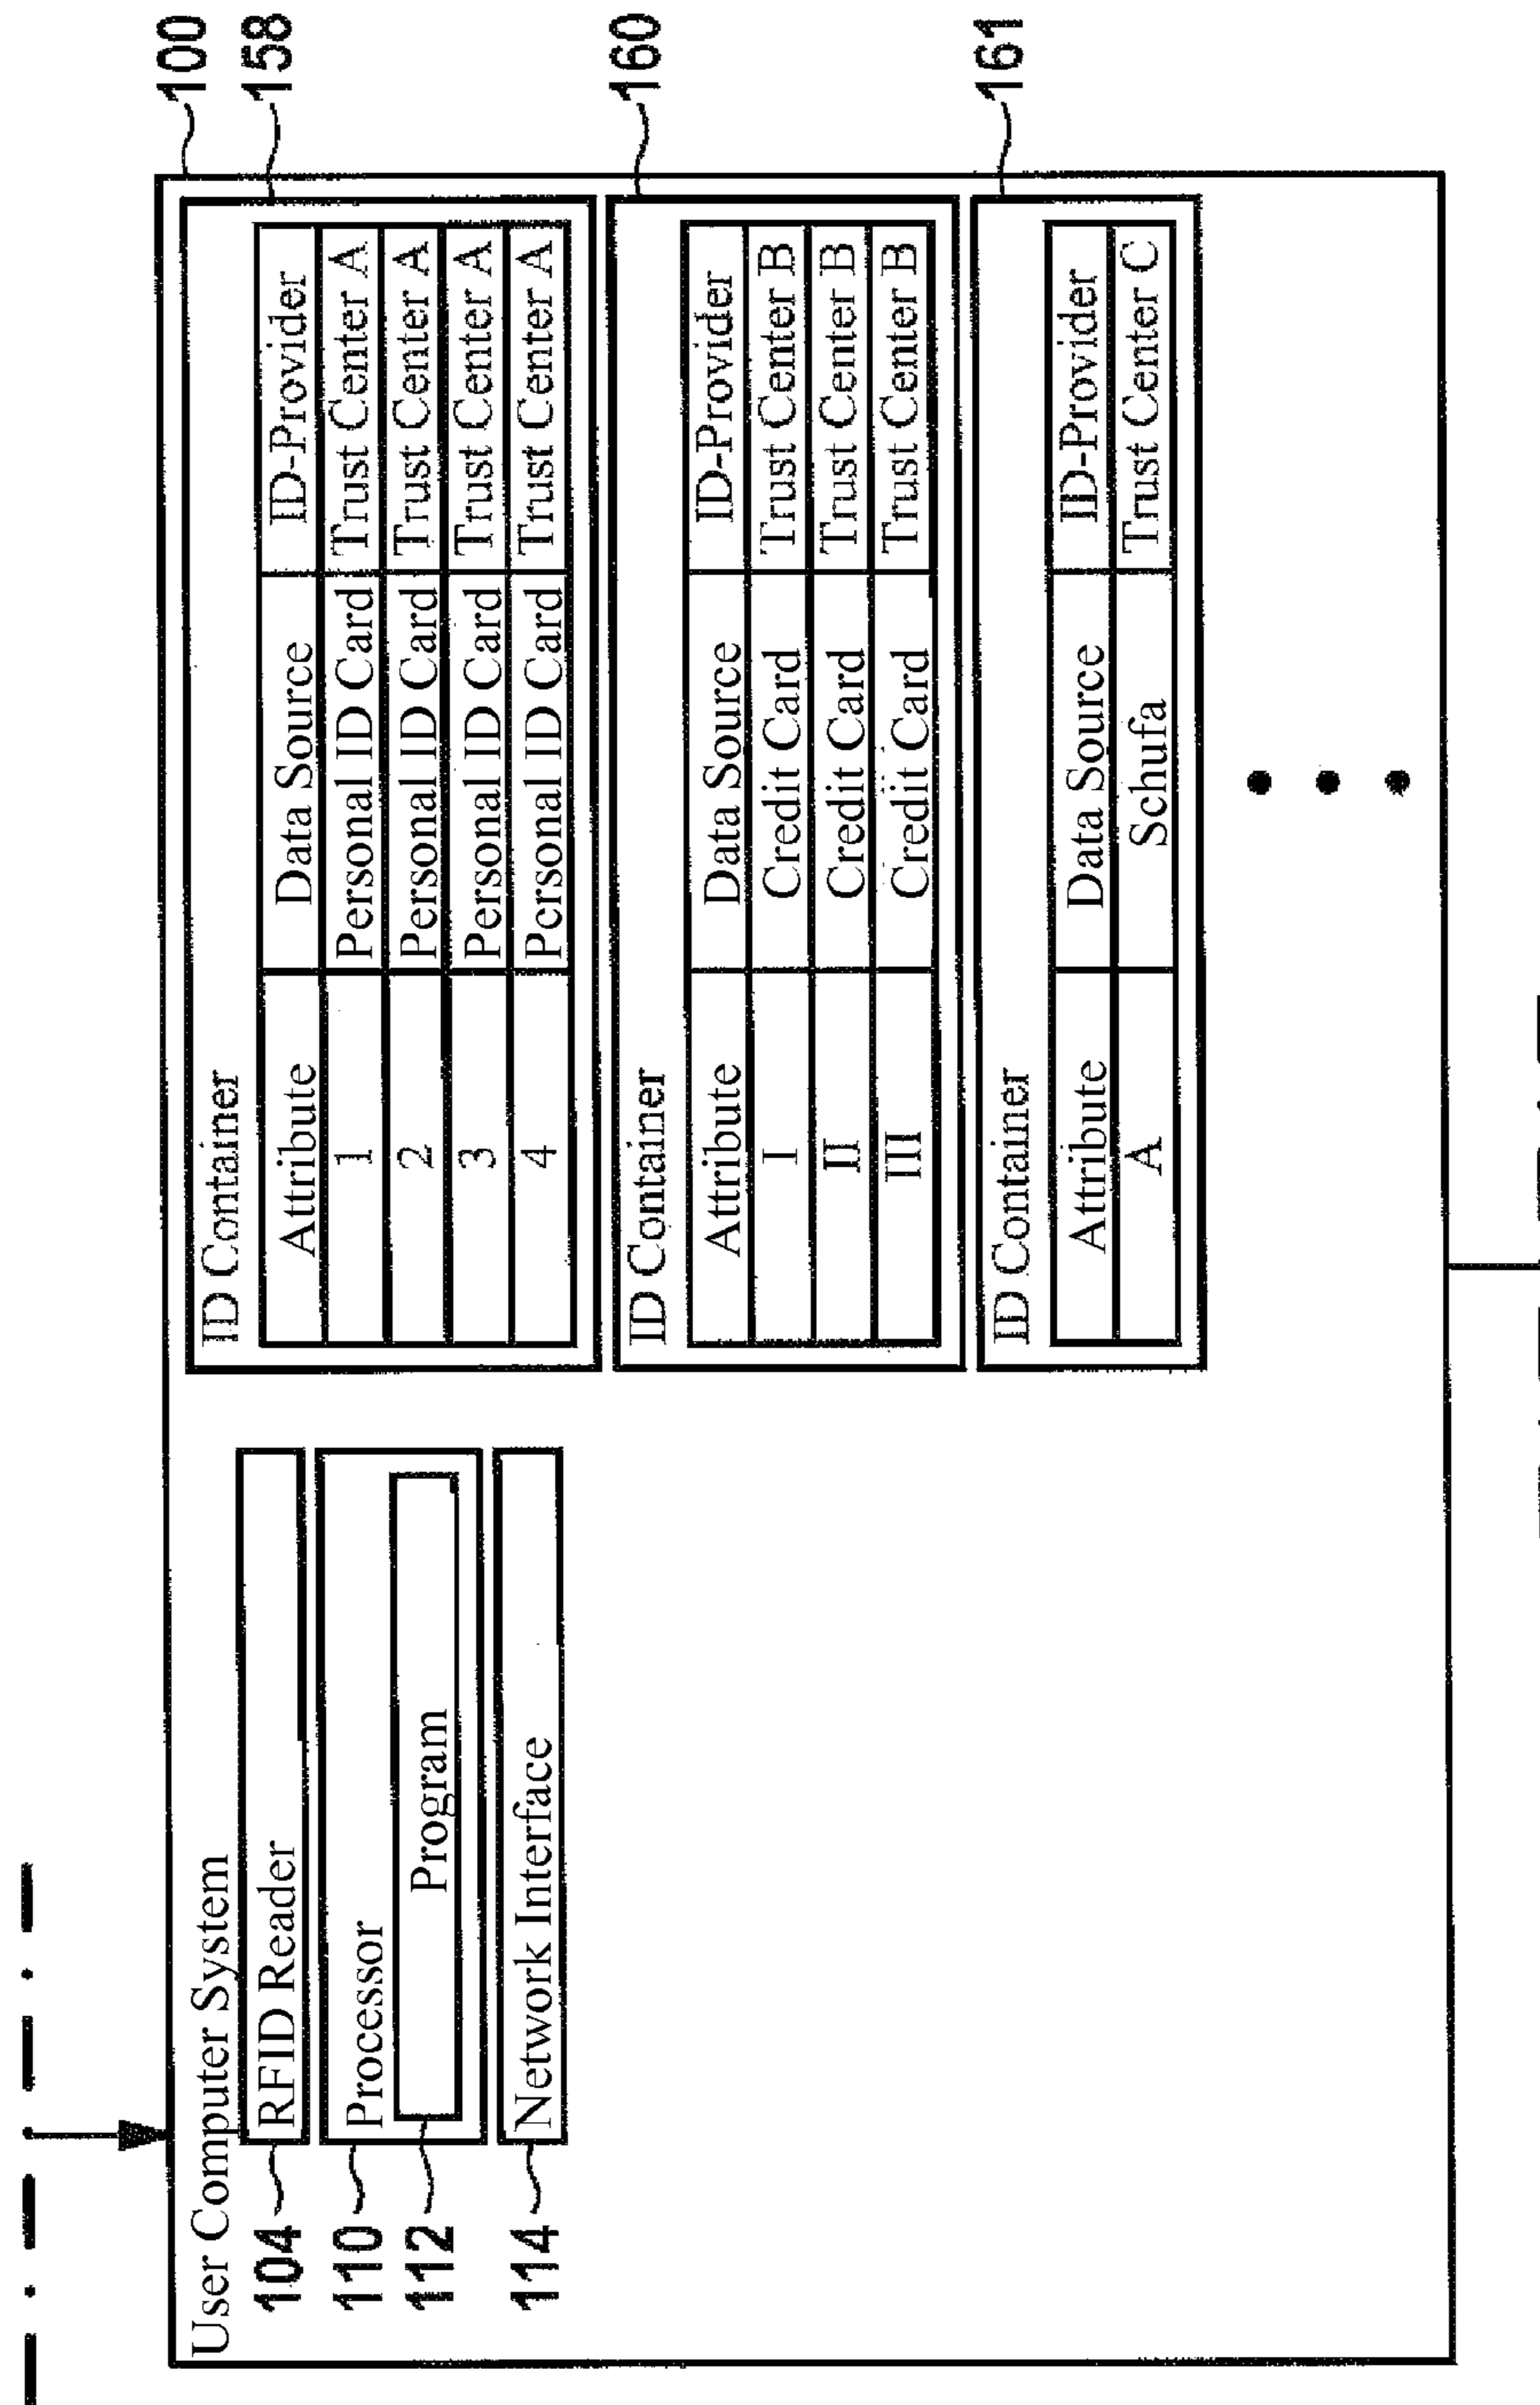 100
158
160
161
User Computer System
104
RFID Reader
110
Processor
112
Program
114
Network Interface
ID Container
Attribute Data Source ID-Provider
1 Personal ID Card Trust Center A
2 Personal ID Card Trust Center A
3 Personal ID Card Trust Center A
4 Personal ID Card Trust Center A
ID Container
Attribute Data Source ID-Provider
I Credit Card Trust Center B
II Credit Card Trust Center B
III Credit Card Trust Center B
ID Container
Attribute Data Source ID-Provider
A Schufa Trust Center C